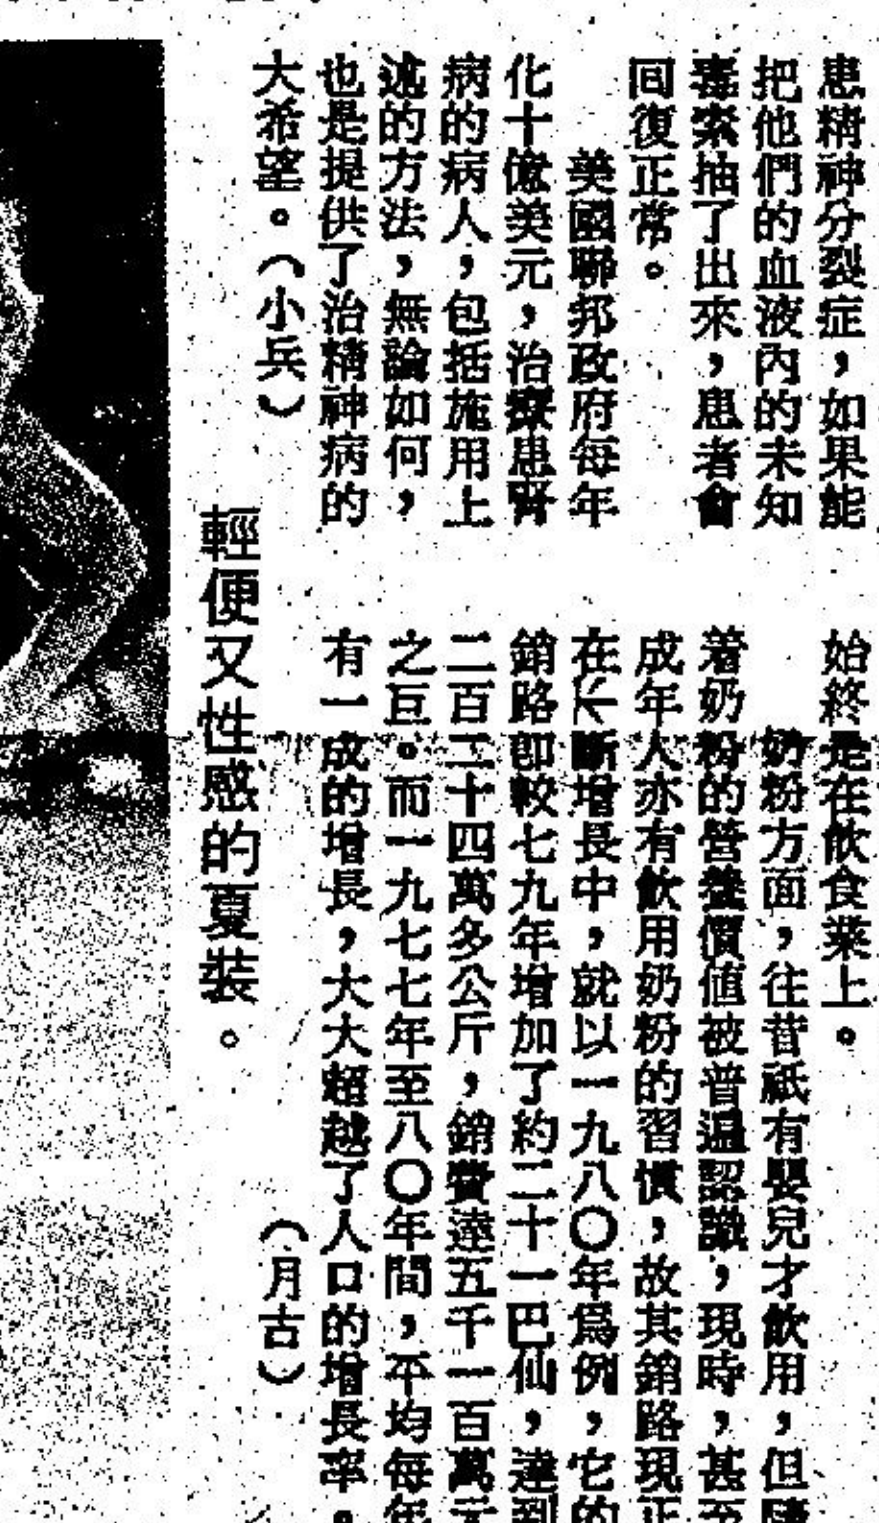 患精神分裂症，如果能
把他們的血液內的未知
毒素抽了出來，患者會
回復正常。
美國聯邦政府每年
化十億美元，治療患腎
病的病人，包括施用上
述的方法，無論如何，
也是提供了治精神病的
大希望。（小兵）
始終是在飲食業上。
奶粉方面，往昔祇有嬰兒才飲用，但隨
着奶粉的營養價值被普遍認識，現時，甚至
成年人亦有飲用奶粉的習慣，故其銷路現正
在不斷增長中，就以一九八〇年爲例，它的
銷路卽較七九年增加了約二十一巴仙，達到
二百二十四萬多公斤，銷費達五千一百萬元
之巨。而一九七七年至八〇年間，平均每年
有一成的增長，大大超越了人口的增長率。
（月古）
輕便又性感的夏裝。